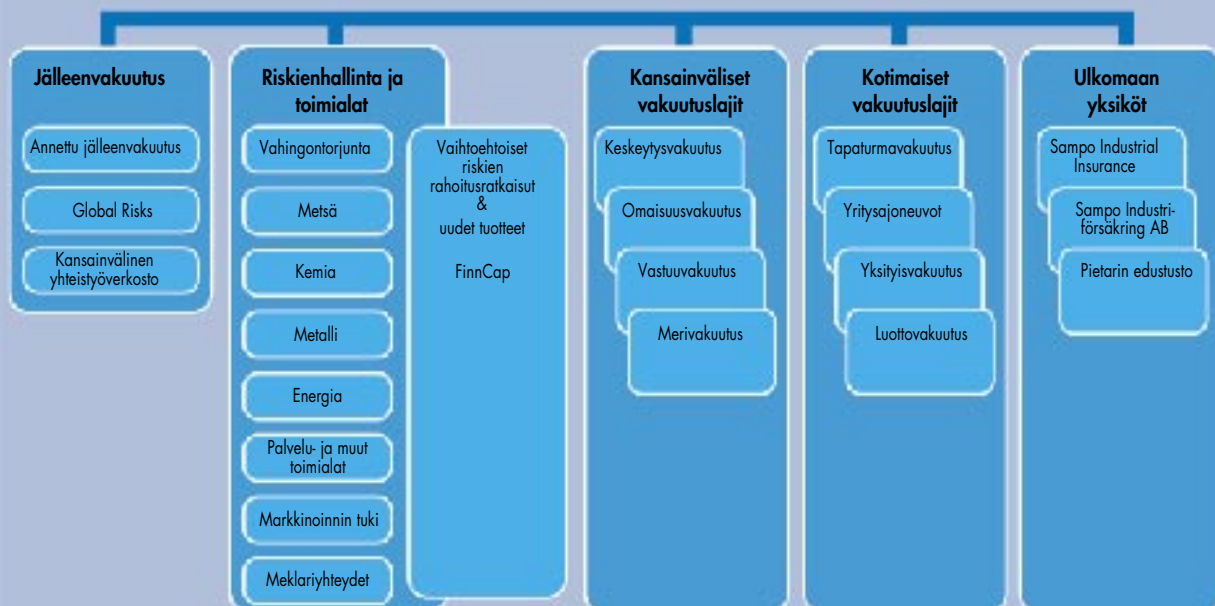 Jälleenvakuutus
Annettu jälleenvakuutus
Global Risks
Kansainvälinen
yhteistyöverkosto
Riskienhallinta ja
toimialat
Vahingontorjunta
Metsä
Kemia
Metalli
Energia
Palvelu- ja muut
toimialat
Markkinoinnin tuki
Meklariyhteydet
Vaihtoehtoiset
riskien
rahoitusratkaisut
&
uudet tuotteet
FinnCap
Kansainväliset
vakuutuslajit
Keskeytysvakuutus
Omaisuusvakuutus
Vastuuvakuutus
Merivakuutus
Kotimaiset
vakuutuslajit
Tapaturmavakuutus
Yritysajoneuvot
Yksityisvakuutus
Luottovakuutus
Ulkomaan
yksiköt
Sampo Industrial
Insurance
Sampo Industri-
försäkring AB
Pietarin edustusto